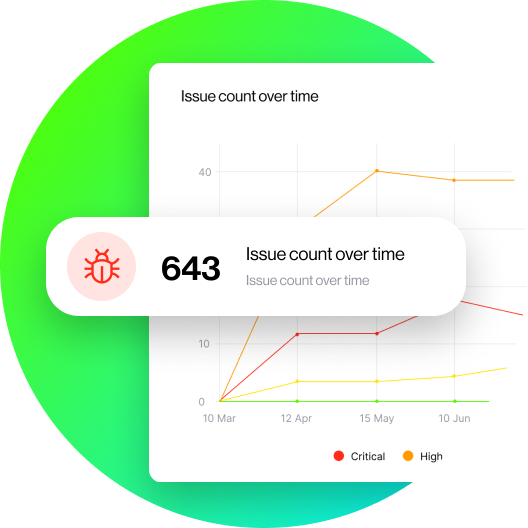 Issue count over time
40
643
Issue count over time
Issue count over time
10
0
10 Mar 12 Apr 15 May 10 Jun
Critical High